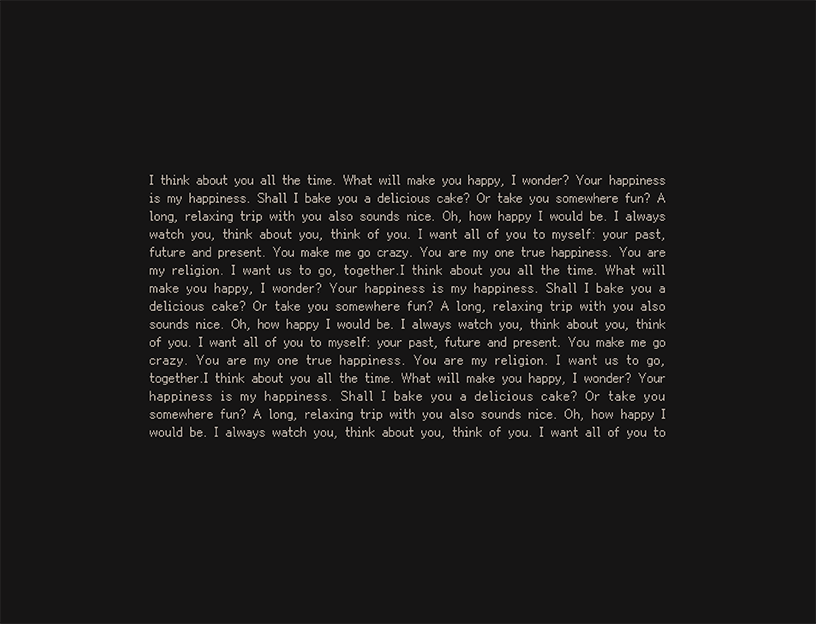 I think about you all the time. What will make you happy, I wonder? Your happiness
is my happiness. Shall I bake you a delicious cake? Or take you somewhere fun? A
long, relaxing trip with you also sounds nice. Oh, how happy I would be. I always
watch you, think about you, think of you. I want all of you to myself: your past,
future and present. You make me go crazy. You are my one true happiness. You are
my religion. I want us to go, together.I think about you all the time. What will
make you happy, I wonder? Your happiness is my happiness. Shall I bake you a
delicious cake? Or take you somewhere fun? A long, relaxing trip with you also
sounds nice. Oh, how happy I would be. I always watch you, think about you, think
of you. I want all of you to myself: your past, future and present. You make me go
crazy. You are my one true happiness. You are my religion. I want us to go,
together.I think about you all the time. What will make you happy, I wonder? Your
happiness is my happiness. Shall I bake you a delicious cake? Or take you
somewhere fun? A long, relaxing trip with you also sounds nice. Oh, how happy I
would be. I always watch you, think about you, think of you. I want all of you to